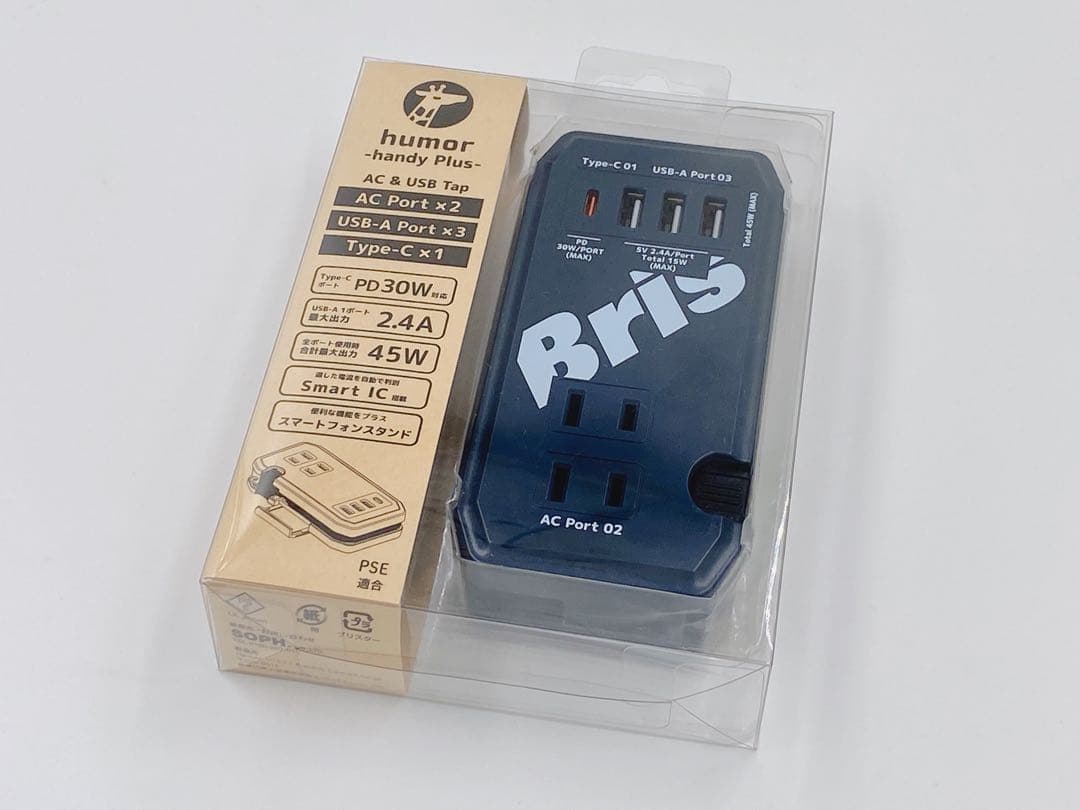 humor
-handy Plus-
AC & USB Tap
AC Port ×2
USB-A Port ×3
Type-C ×1
Type-C
ポート
PD30W対応
USB-A 1ポート
最大出力
2.4A
全ポート使用時
合計最大出力
45W
適した電流を自動で判別
Smart IC 搭載
便利な機能をプラス
スマートフォンスタンド
PSE
適合
紙
プラ
ブリスター
SOPH.
Type-C 01
USB-A Port 03
PD
30W/PORT
(MAX)
5V 2.4A/Port
Total 15W
(MAX)
Total 45W (MAX)
Bris
AC Port 02